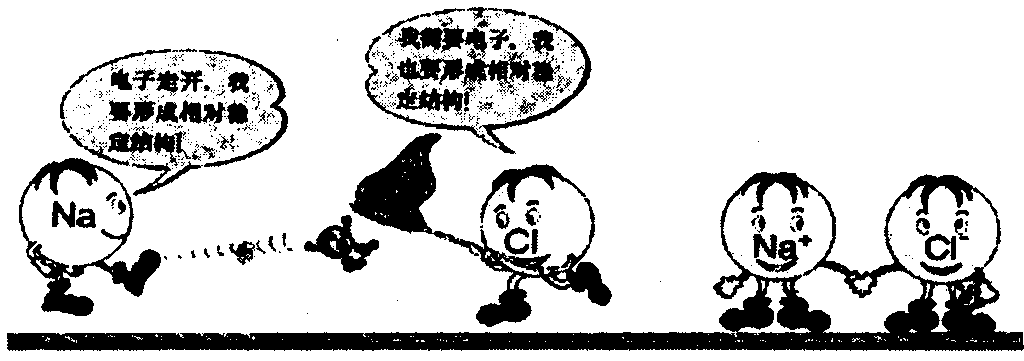 电子走开，我
要形成相对稳
定结构!
我需要电子，我
也要形成相对稳
定结构!
Na
Cl
Na⁺
Cl⁻